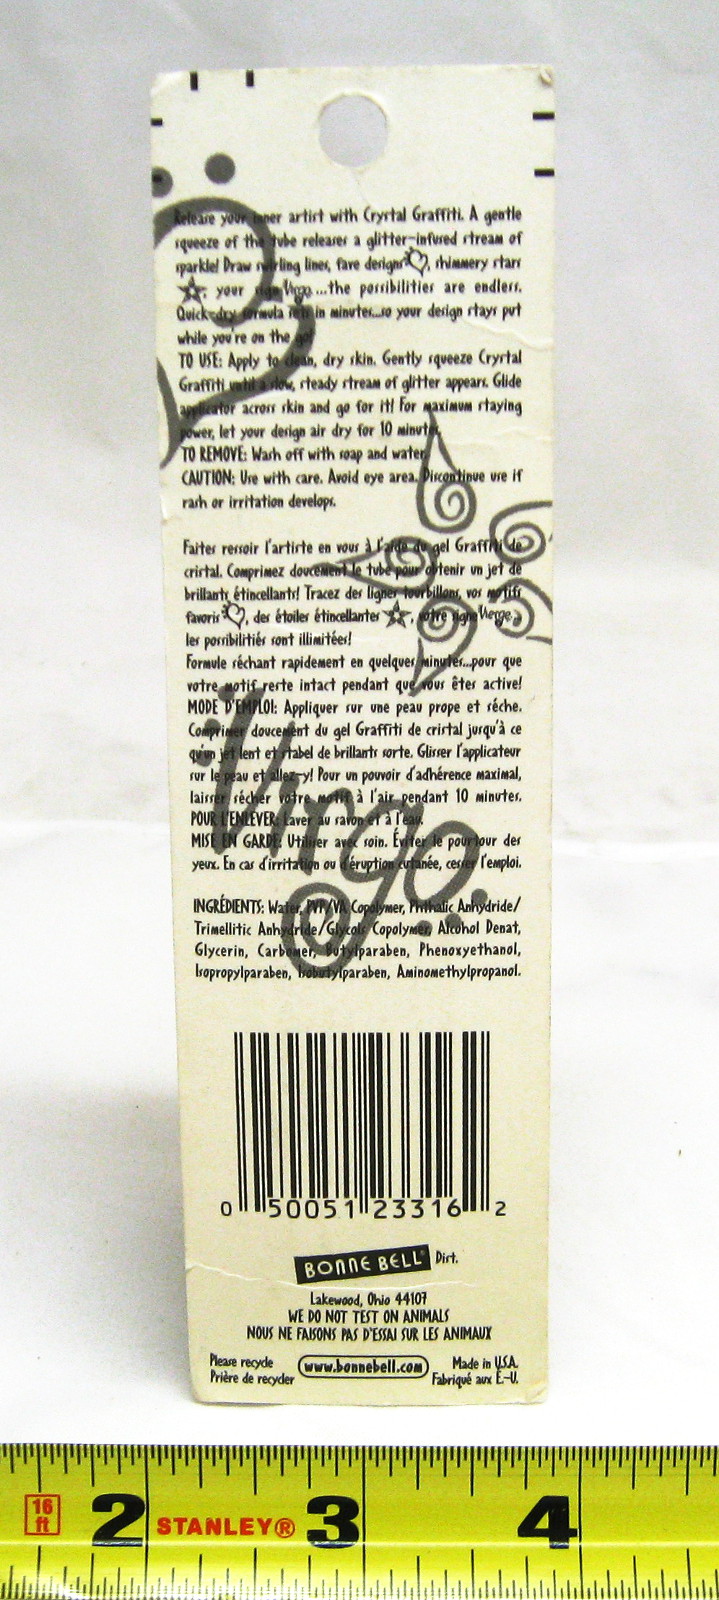 Release your inner artist with Crystal Graffiti. A gentle
squeeze of the tube releases a glitter-infused stream of
sparkle! Draw swirling lines, fave designs, shimmery stars
, your sign Virgo ...the possibilities are endless.
Quick-dry formula sets in minutes...so your design stays put
while you're on the go!
TO USE: Apply to clean, dry skin. Gently squeeze Crystal
Graffiti until a slow, steady stream of glitter appears. Glide
applicator across skin and go for it! For maximum staying
power, let your design air dry for 10 minutes.
TO REMOVE: Wash off with soap and water.
CAUTION: Use with care. Avoid eye area. Discontinue use if
rash or irritation develops.
Faites ressoir l'artiste en vous à l'aide du gel Graffiti de
cristal. Comprimez doucement le tube pour obtenir un jet de
brillants étincellants! Tracez des lignes tourbillons, vos motifs
favoris, des étoiles étincellantes, votre signe Vierge,
les possibilitiés sont illimitées!
Formule séchant rapidement en quelques minutes...pour que
votre motif reste intact pendant que vous êtes active!
MODE D'EMPLOI: Appliquer sur une peau prope et séche.
Comprimer doucement du gel Graffiti de cristal jusqu'à ce
qu'un jet lent et stabel de brillants sorte. Glisser l'applicateur
sur le peau et allez-y! Pour un pouvoir d'adhérence maximal,
laisser sécher votre motif à l'air pendant 10 minutes.
POUR L'ENLEVER: Laver au savon et à l'eau.
MISE EN GARDE: Utiliser avec soin. Éviter le pourtour des
yeux. En cas d'irritation ou d'éruption cutanée, cesser l'emploi.
Virgo
INGRÉDIENTS: Water, PVP/VA Copolymer, Phthalic Anhydride/
Trimellitic Anhydride/Glycols Copolymer, Alcohol Denat,
Glycerin, Carbomer, Butylparaben, Phenoxyethanol,
Isopropylparaben, Isobutylparaben, Aminomethylpropanol.
0 50051 23316 2
BONNE BELL® Dist.
Lakewood, Ohio 44107
WE DO NOT TEST ON ANIMALS
NOUS NE FAISONS PAS D'ESSAI SUR LES ANIMAUX
Please recycle www.bonnebell.com Made in U.S.A.
Prière de recycler Fabriqué aux É.-U.
16 ft 2 STANLEY® 3 4